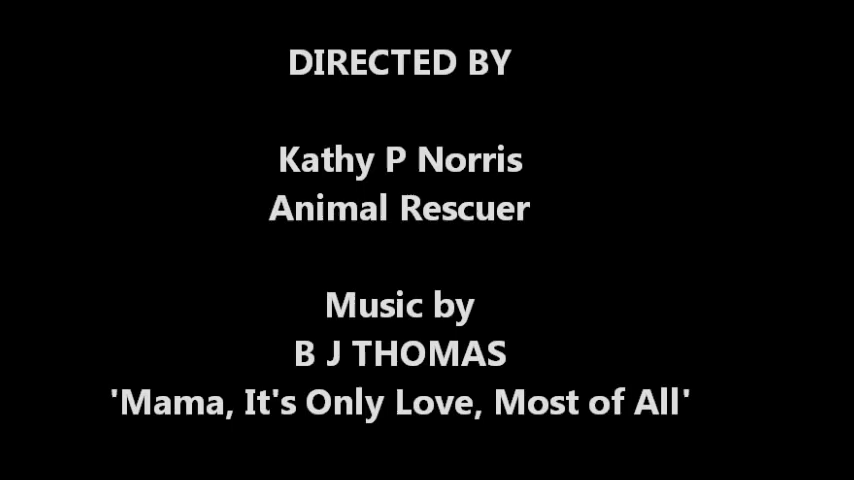 DIRECTED BY
Kathy P Norris
Animal Rescuer
Music by
B J THOMAS
'Mama, It's Only Love, Most of All'